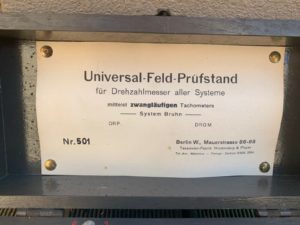 Universal-Feld-Prüfstand
für Drehzahlmesser aller Systeme
mittelst zwangläufigen Tachometers
System Bruhn
DRP. DRGM
Nr. 501
Berlin W., Mauerstrasse 86-88